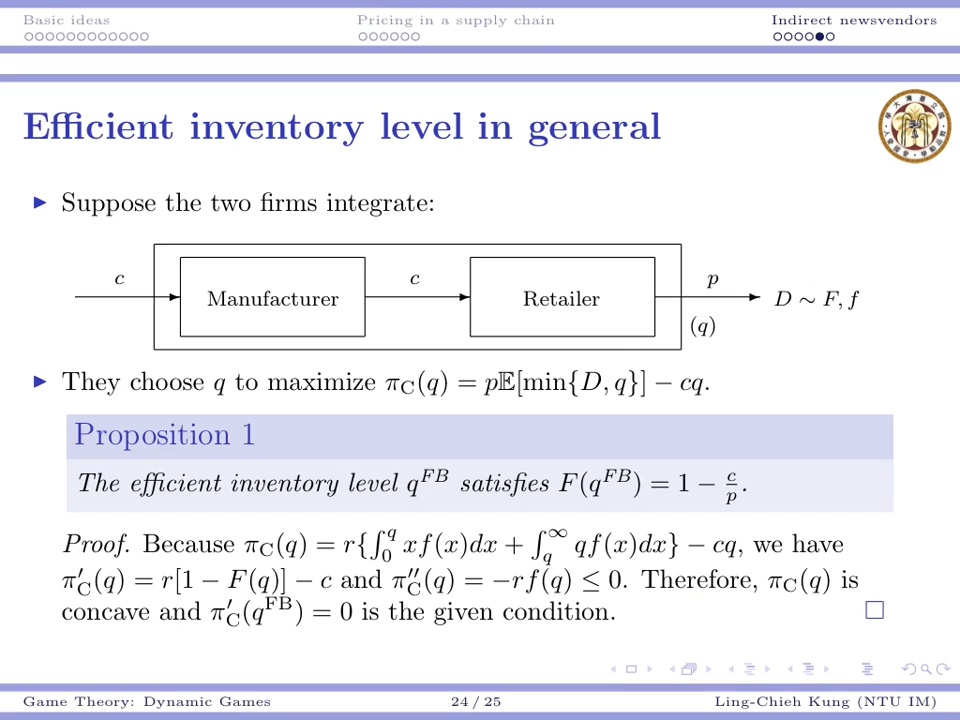 Basic ideas Pricing in a supply chain Indirect newsvendors
Efficient inventory level in general
Suppose the two firms integrate:
c Manufacturer c Retailer p (q) D ∼ F, f
They choose q to maximize π_C(q) = p𝔼[min{D, q}] − cq.
Proposition 1
The efficient inventory level q^FB satisfies F(q^FB) = 1 − c/p.
Proof. Because π_C(q) = r{∫_0^q xf(x)dx + ∫_q^∞ qf(x)dx} − cq, we have
π′_C(q) = r[1 − F(q)] − c and π″_C(q) = −rf(q) ≤ 0. Therefore, π_C(q) is
concave and π′_C(q^FB) = 0 is the given condition. □
Game Theory: Dynamic Games 24 / 25 Ling-Chieh Kung (NTU IM)